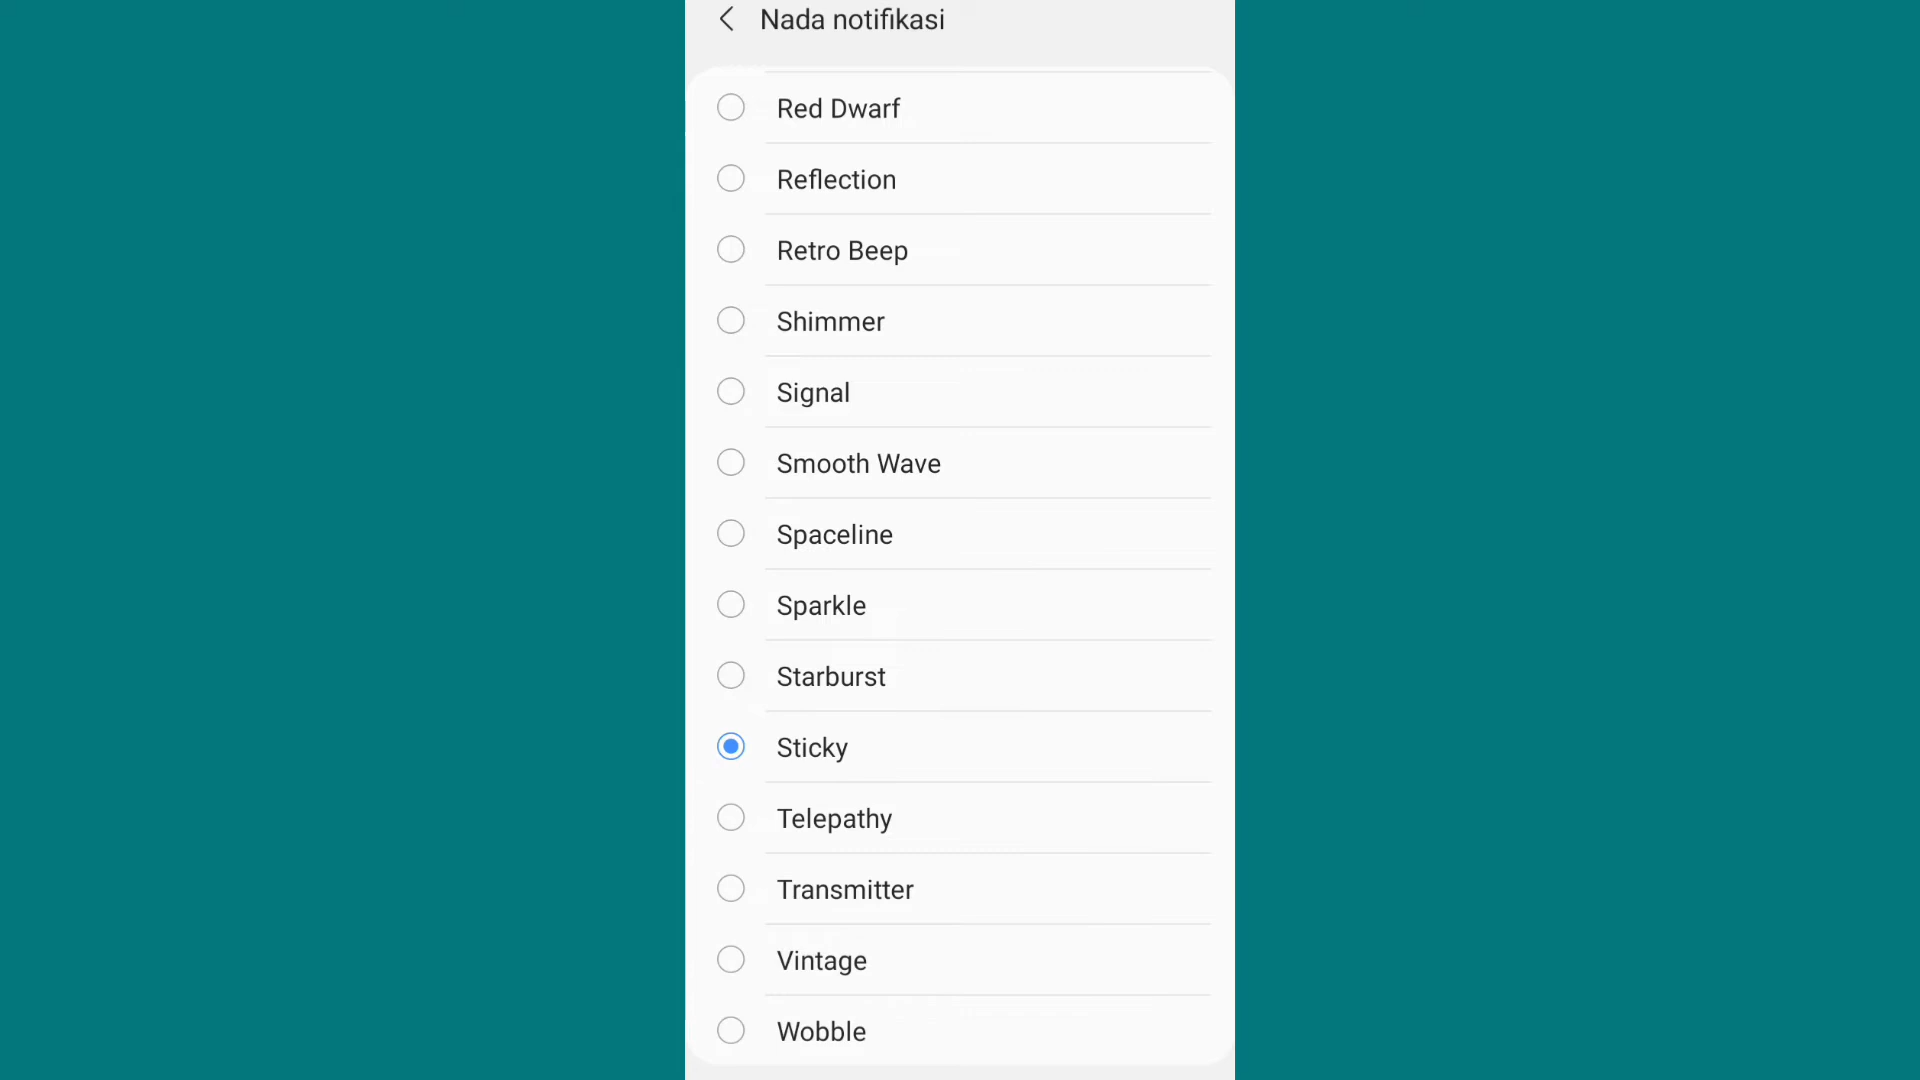 Nada notifikasi
Red Dwarf
Reflection
Retro Beep
Shimmer
Signal
Smooth Wave
Spaceline
Sparkle
Starburst
Sticky
Telepathy
Transmitter
Vintage
Wobble